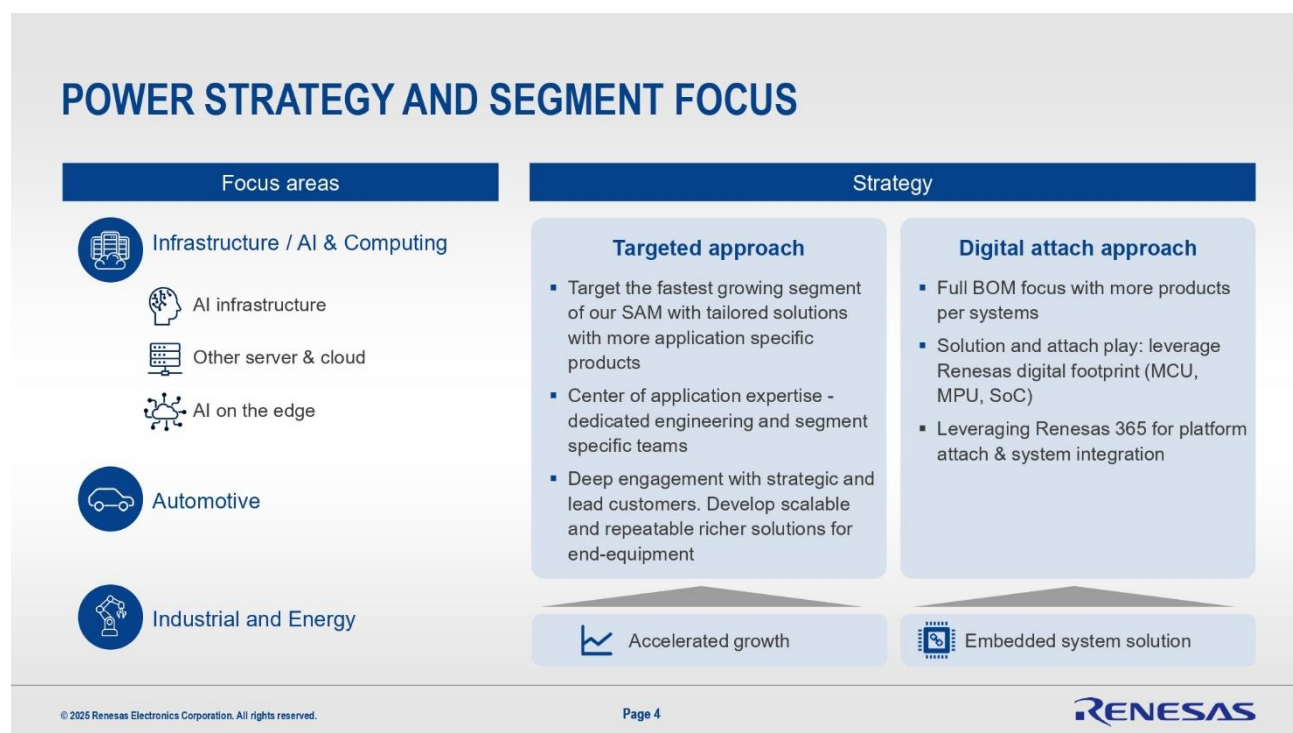 POWER STRATEGY AND SEGMENT FOCUS
Focus areas
Infrastructure / AI & Computing
AI infrastructure
Other server & cloud
AI on the edge
Automotive
Industrial and Energy
Strategy
Targeted approach
▪ Target the fastest growing segment
of our SAM with tailored solutions
with more application specific
products
▪ Center of application expertise -
dedicated engineering and segment
specific teams
▪ Deep engagement with strategic and
lead customers. Develop scalable
and repeatable richer solutions for
end-equipment
Accelerated growth
Digital attach approach
▪ Full BOM focus with more products
per systems
▪ Solution and attach play: leverage
Renesas digital footprint (MCU,
MPU, SoC)
▪ Leveraging Renesas 365 for platform
attach & system integration
Embedded system solution
© 2025 Renesas Electronics Corporation. All rights reserved.
Page 4
RENESAS